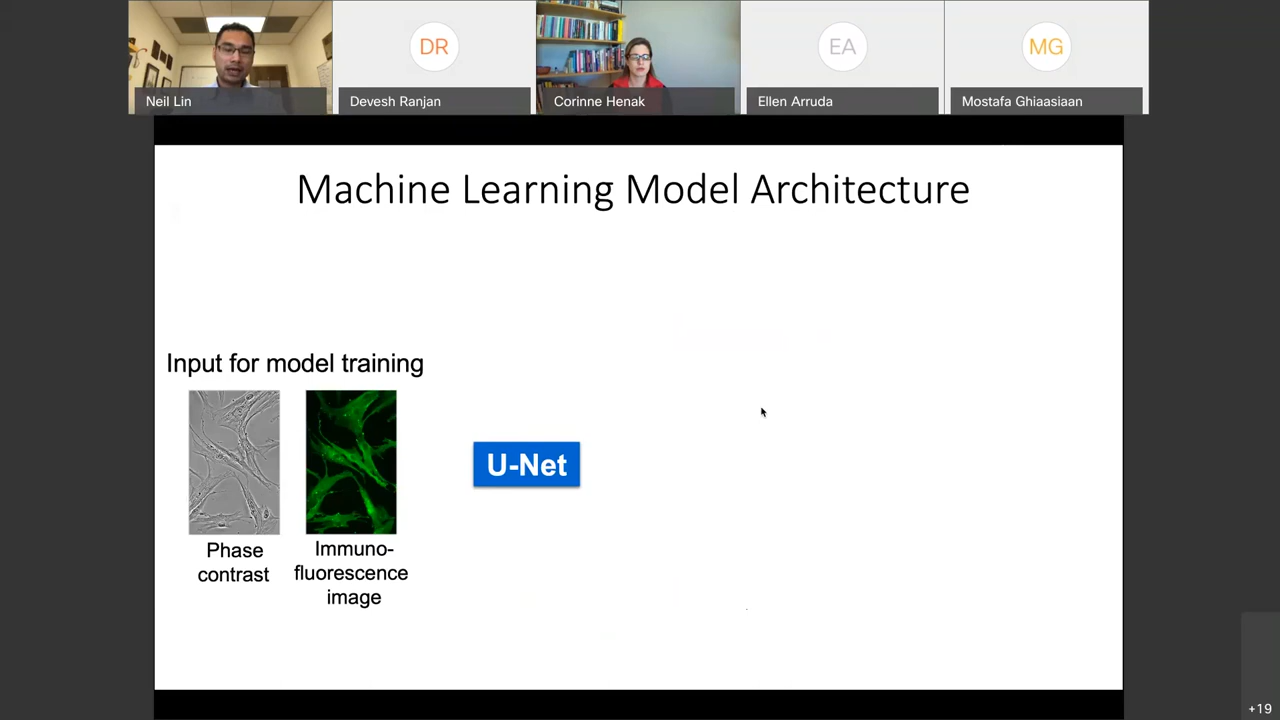 DR
EA
MG
Neil Lin
Devesh Ranjan
Corinne Henak
Ellen Arruda
Mostafa Ghiaasiaan
Machine Learning Model Architecture
Input for model training
U-Net
Phase
contrast
Immuno-
fluorescence
image
+19